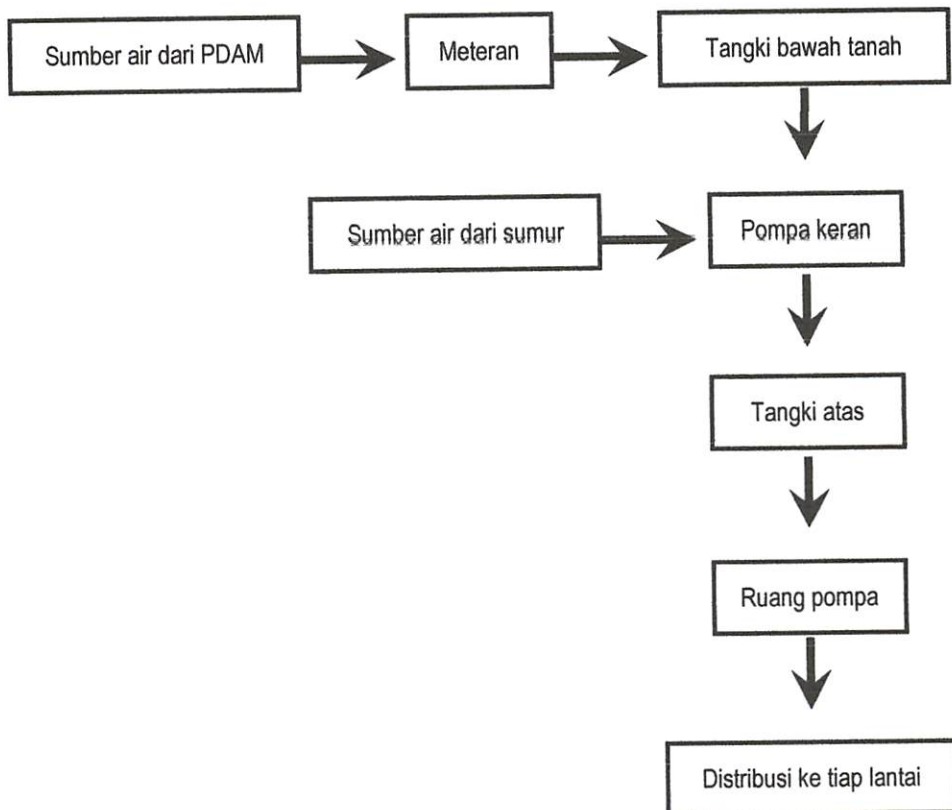 Sumber air dari PDAM
Meteran
Tangki bawah tanah
Sumber air dari sumur
Pompa keran
Tangki atas
Ruang pompa
Distribusi ke tiap lantai